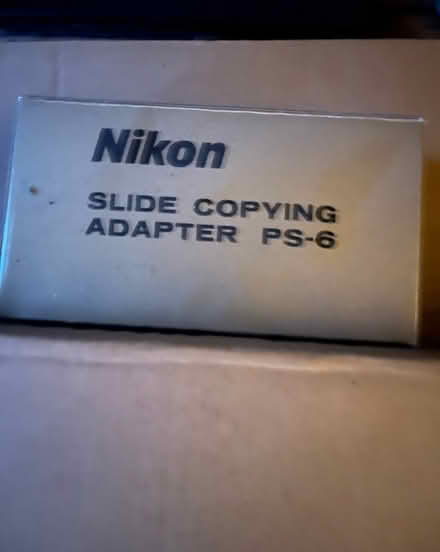 Nikon
SLIDE COPYING
ADAPTER PS-6